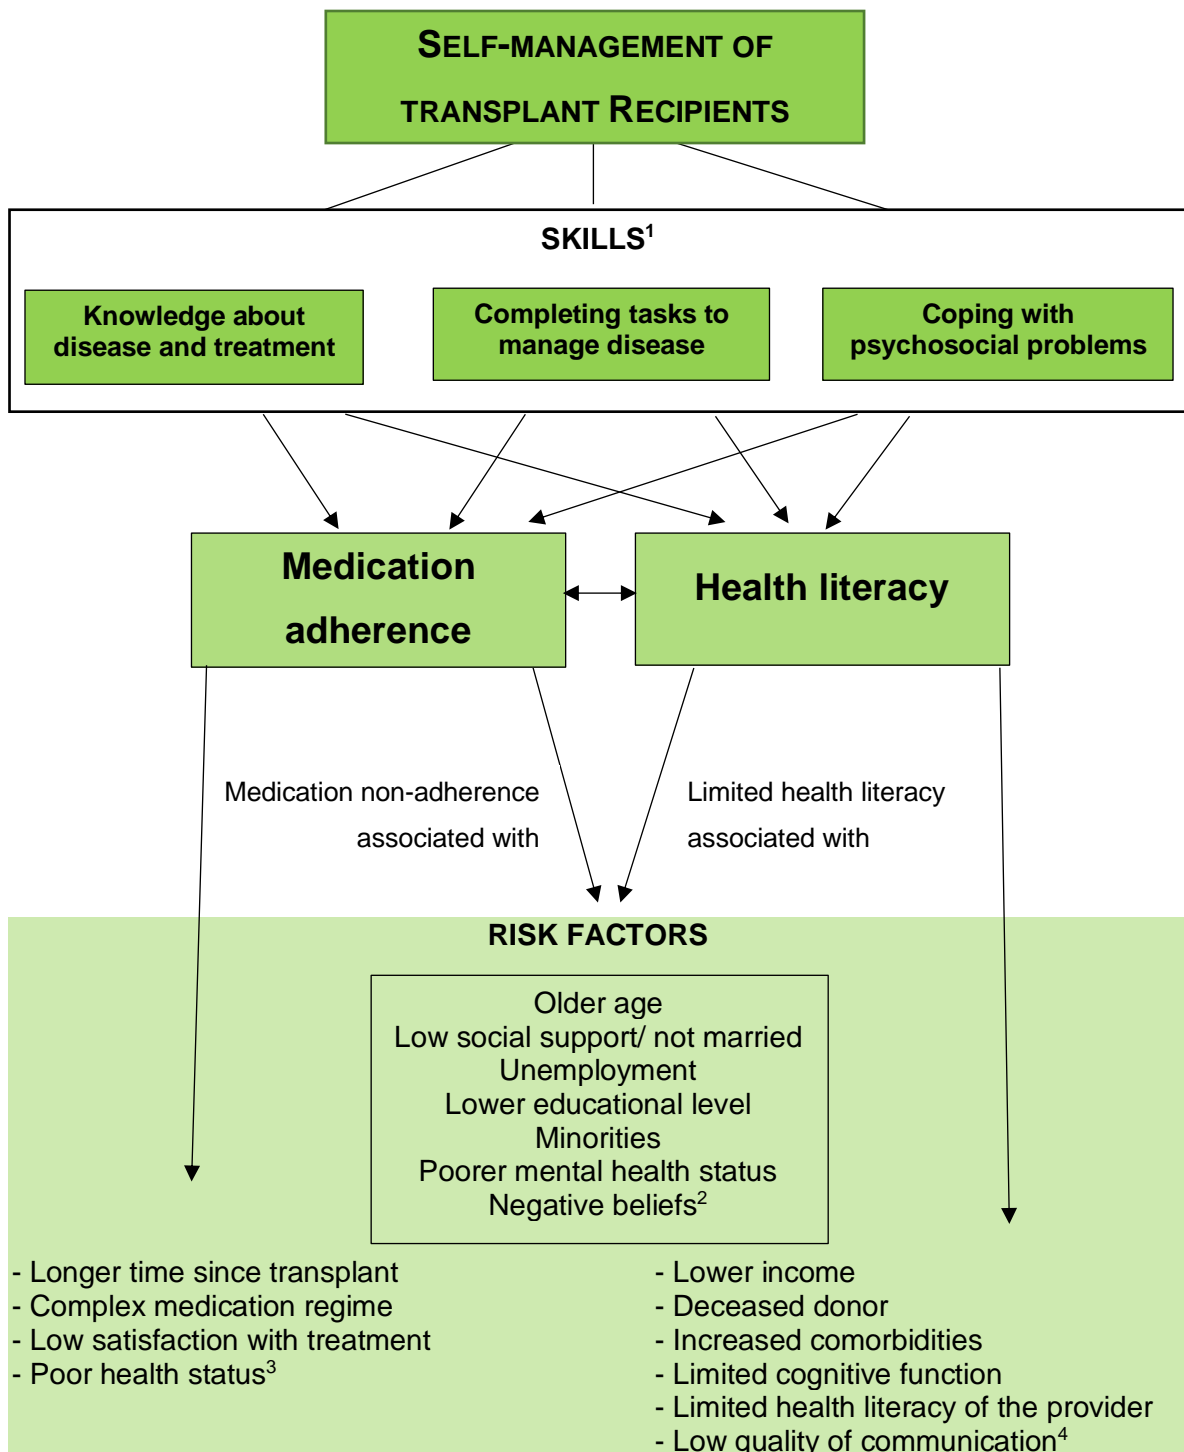 SELF-MANAGEMENT OF
TRANSPLANT RECIPIENTS
SKILLS¹
Knowledge about
disease and treatment
Completing tasks to
manage disease
Coping with
psychosocial problems
Medication
adherence
Health literacy
Medication non-adherence
associated with
Limited health literacy
associated with
RISK FACTORS
Older age
Low social support/ not married
Unemployment
Lower educational level
Minorities
Poorer mental health status
Negative beliefs²
- Longer time since transplant
- Complex medication regime
- Low satisfaction with treatment
- Poor health status³
- Lower income
- Deceased donor
- Increased comorbidities
- Limited cognitive function
- Limited health literacy of the provider
- Low quality of communication⁴